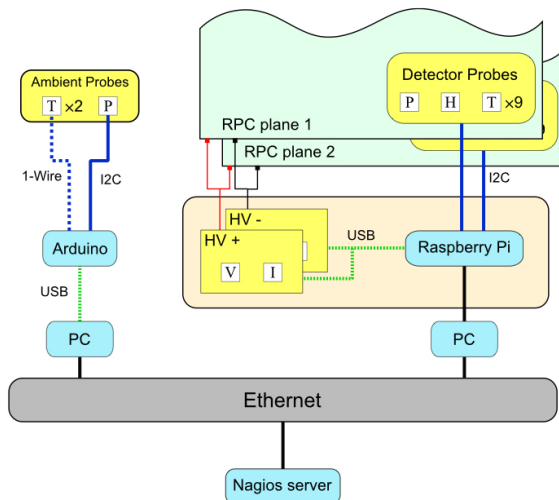 Ambient Probes
T ×2 P
Detector Probes
P H T ×9
RPC plane 1
RPC plane 2
1-Wire
I2C
I2C
HV -
HV +
V I
USB
Arduino
Raspberry Pi
USB
PC
PC
Ethernet
Nagios server